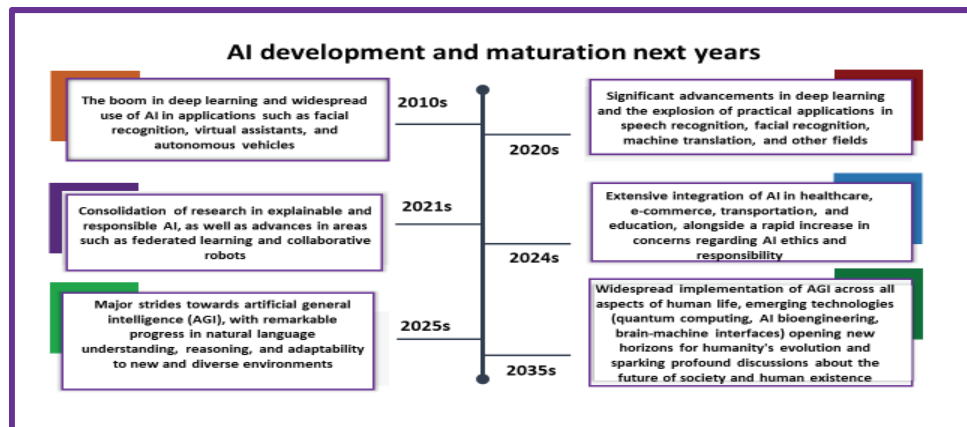 AI development and maturation next years
The boom in deep learning and widespread
use of AI in applications such as facial
recognition, virtual assistants, and
autonomous vehicles
2010s
Significant advancements in deep learning
and the explosion of practical applications in
speech recognition, facial recognition,
machine translation, and other fields
2020s
Consolidation of research in explainable and
responsible AI, as well as advances in areas
such as federated learning and collaborative
robots
2021s
Extensive integration of AI in healthcare,
e-commerce, transportation, and
education, alongside a rapid increase in
concerns regarding AI ethics and
responsibility
2024s
Major strides towards artificial general
intelligence (AGI), with remarkable
progress in natural language
understanding, reasoning, and adaptability
to new and diverse environments
2025s
Widespread implementation of AGI across all
aspects of human life, emerging technologies
(quantum computing, AI bioengineering,
brain-machine interfaces) opening new
horizons for humanity's evolution and
sparking profound discussions about the
future of society and human existence
2035s